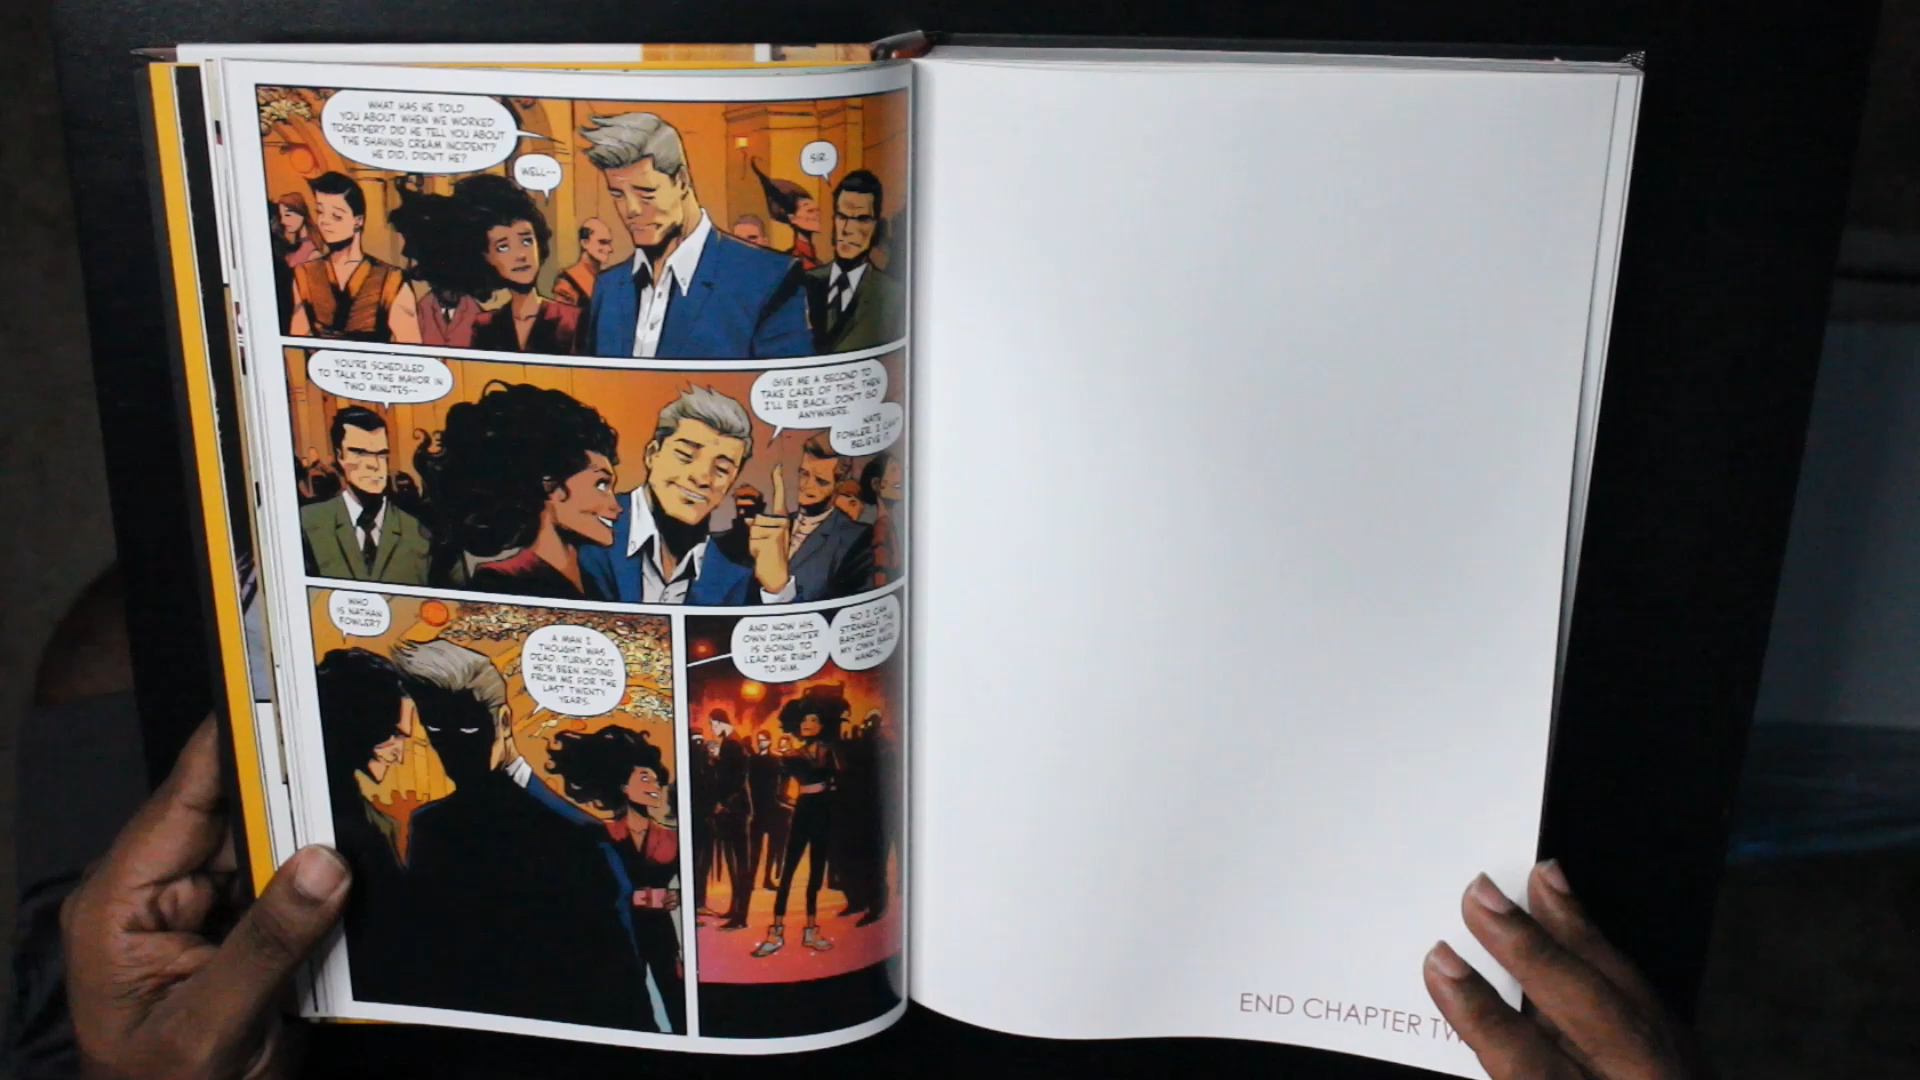 WHAT HAS HE TOLD
YOU ABOUT WHEN WE WORKED
TOGETHER? DID HE TELL YOU ABOUT
THE SHAVING CREAM INCIDENT?
HE DID, DIDN'T HE?
WELL--
SIR.
YOU'RE SCHEDULED
TO TALK TO THE MAYOR IN
TWO MINUTES--
GIVE ME A SECOND TO
TAKE CARE OF THIS. THEN
I'LL BE BACK. DON'T GO
ANYWHERE.
NATE
FOWLER. I CAN'T
BELIEVE IT.
WHO
IS NATHAN
FOWLER?
A MAN I
THOUGHT WAS
DEAD. TURNS OUT
HE'S BEEN HIDING
FROM ME FOR THE
LAST TWENTY
YEARS.
AND NOW HIS
OWN DAUGHTER
IS GOING TO
LEAD ME RIGHT
TO HIM.
SO I CAN
STRANGLE THE
BASTARD WITH
MY OWN BARE
HANDS.
END CHAPTER